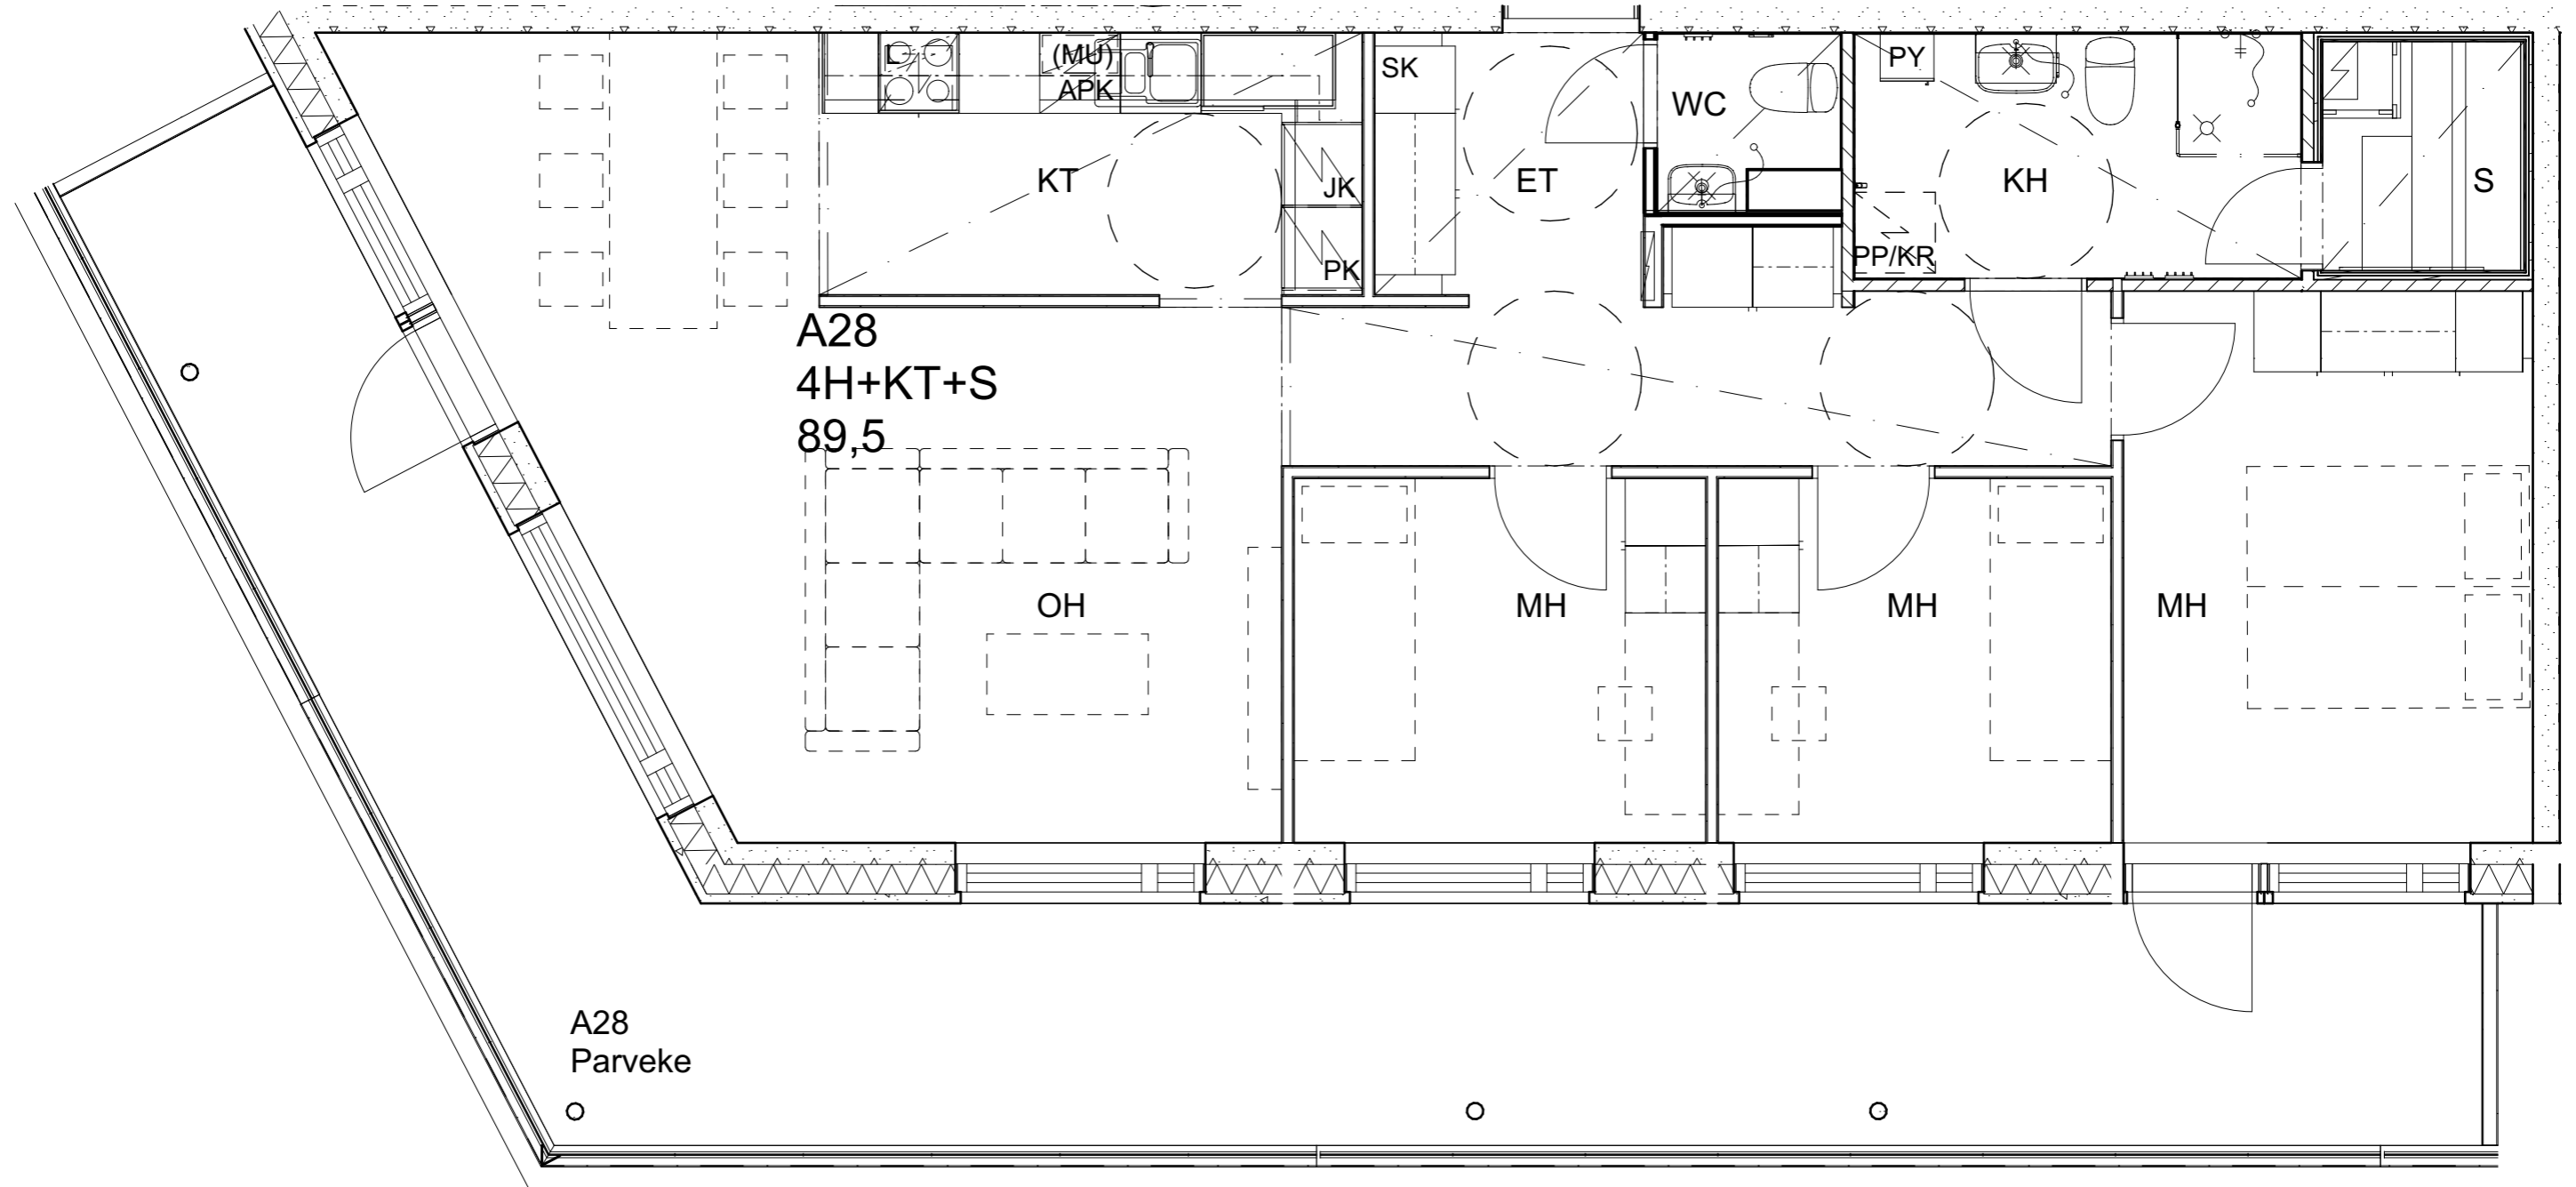 L
(MU)
APK
SK
WC
PY
KT
JK
ET
KH
S
PK
PP/KR
A28
4H+KT+S
89,5
OH
MH
MH
MH
A28
Parveke